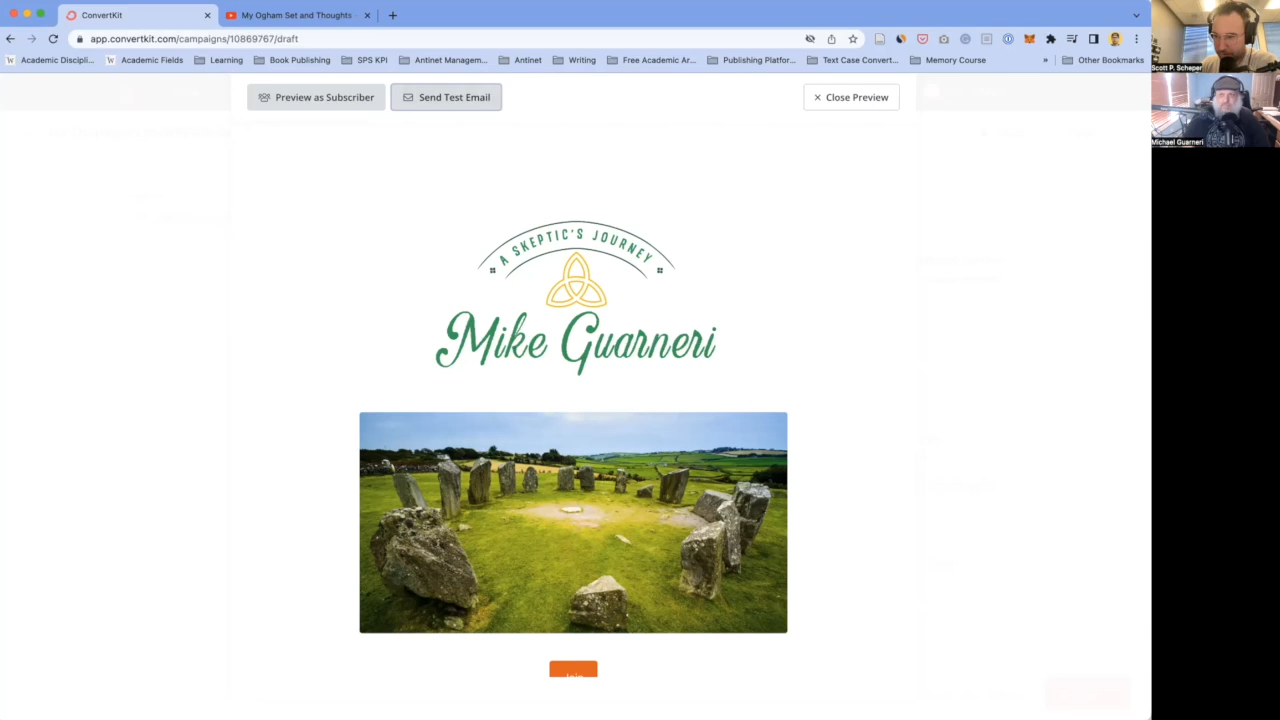 ConvertKit
My Ogham Set and Thoughts -
app.convertkit.com/campaigns/10869767/draft
Academic Discipli...
Academic Fields
Learning
Book Publishing
SPS KPI
Antinet Managem...
Antinet
Writing
Free Academic Ar...
Publishing Platfor...
Text Case Convert...
Memory Course
»
Other Bookmarks
Preview as Subscriber
Send Test Email
Close Preview
Scott P. Scheper
Michael Guarneri
A SKEPTIC'S JOURNEY
Mike Guarneri
Join